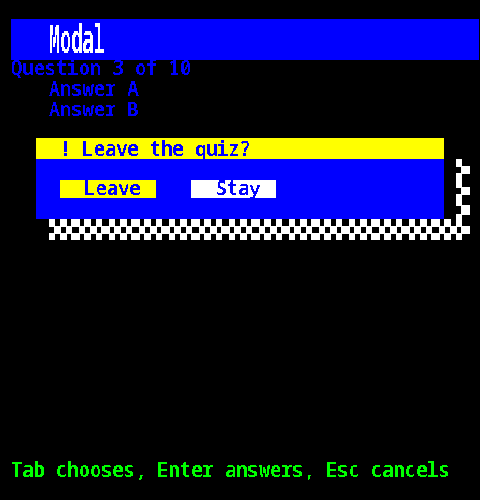 Modal
Question 3 of 10
Answer A
Answer B
! Leave the quiz?
Leave Stay
Tab chooses, Enter answers, Esc cancels